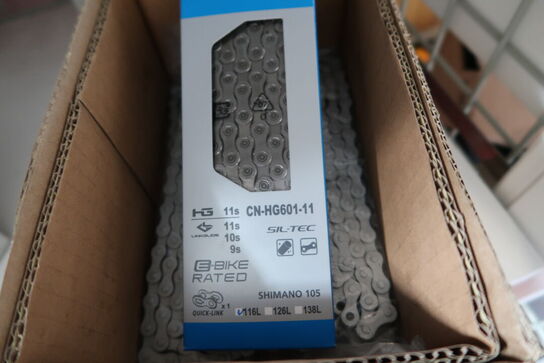 HG 11s CN-HG601-11
LINKGLIDE 11s
10s
9s
SIL-TEC
E-BIKE
RATED
SHIMANO 105
QUICK-LINK x1
116L 126L 138L